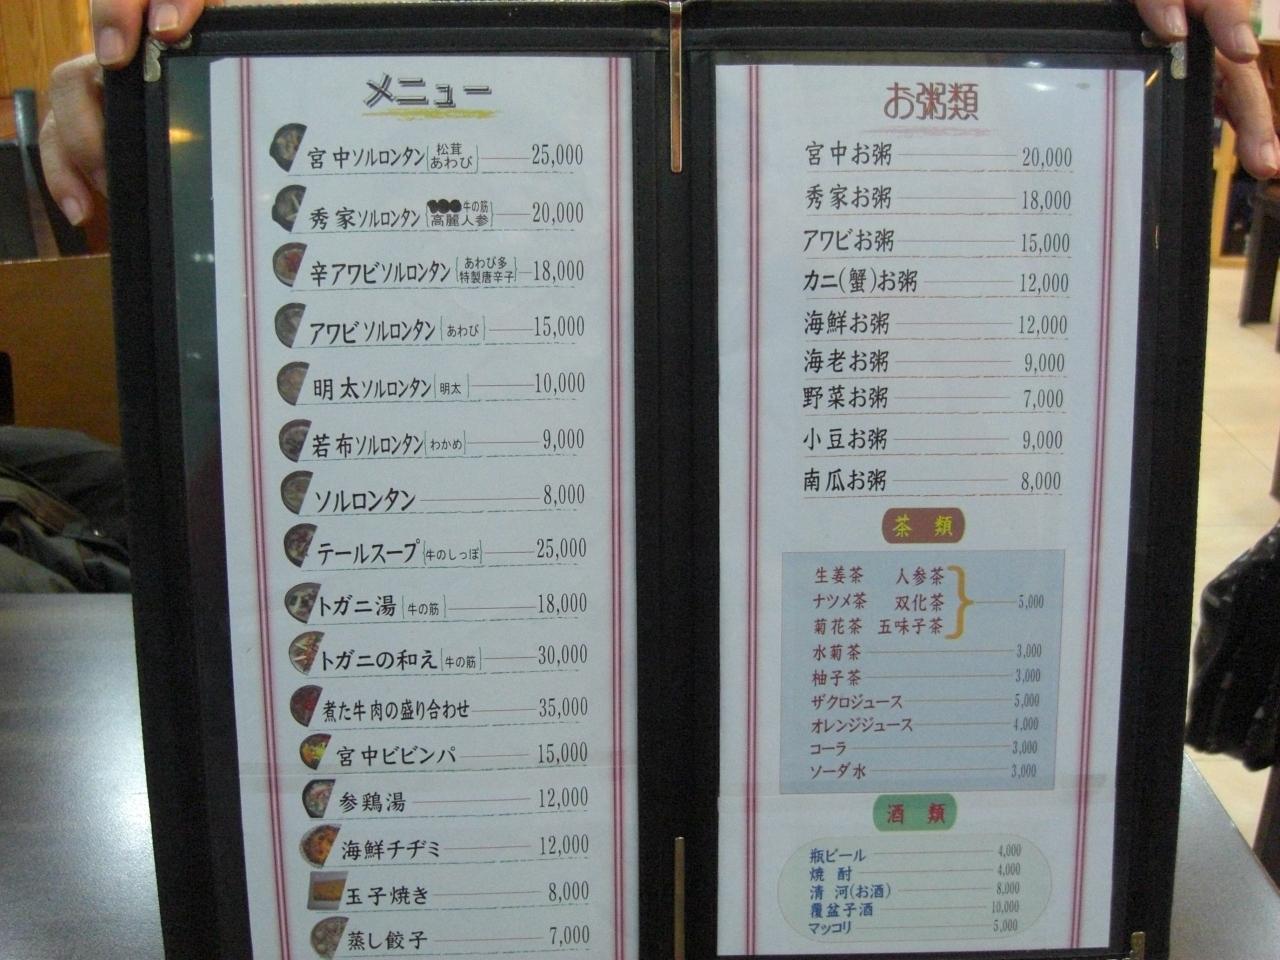 メニュー
宮中ソルロンタン 松茸 あわび 25,000
秀家ソルロンタン 牛の筋 高麗人参 20,000
辛アワビソルロンタン あわび多 特製唐辛子 18,000
アワビソルロンタン あわび 15,000
明太ソルロンタン 明太 10,000
若布ソルロンタン わかめ 9,000
ソルロンタン 8,000
テールスープ 牛のしっぽ 25,000
トガニ湯 牛の筋 18,000
トガニの和え 牛の筋 30,000
煮た牛肉の盛り合わせ 35,000
宮中ビビンパ 15,000
参鶏湯 12,000
海鮮チヂミ 12,000
玉子焼き 8,000
蒸し餃子 7,000
お粥類
宮中お粥 20,000
秀家お粥 18,000
アワビお粥 15,000
カニ(蟹)お粥 12,000
海鮮お粥 12,000
海老お粥 9,000
野菜お粥 7,000
小豆お粥 9,000
南瓜お粥 8,000
茶類
生姜茶 人参茶
ナツメ茶 双化茶 5,000
菊花茶 五味子茶
水菊茶 3,000
柚子茶 3,000
ザクロジュース 5,000
オレンジジュース 4,000
コーラ 3,000
ソーダ水 3,000
酒類
瓶ビール 4,000
焼酎 4,000
清河(お酒) 8,000
覆盆子酒 10,000
マッコリ 5,000